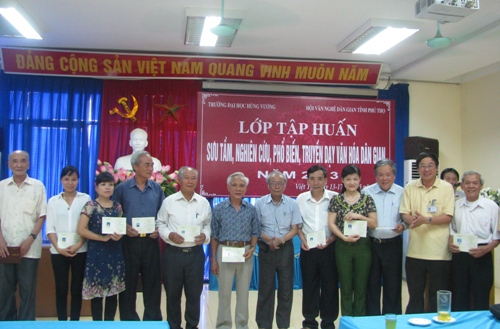 ĐẢNG CỘNG SẢN VIỆT NAM QUANG VINH MUÔN NĂM
TRƯỜNG ĐẠI HỌC HÙNG VƯƠNG HỘI VĂN NGHỆ DÂN GIAN TỈNH PHÚ THỌ
LỚP TẬP HUẤN
SƯU TẦM, NGHIÊN CỨU, PHỔ BIẾN, TRUYỀN DẠY VĂN HÓA DÂN GIAN
NĂM 2013
Việt